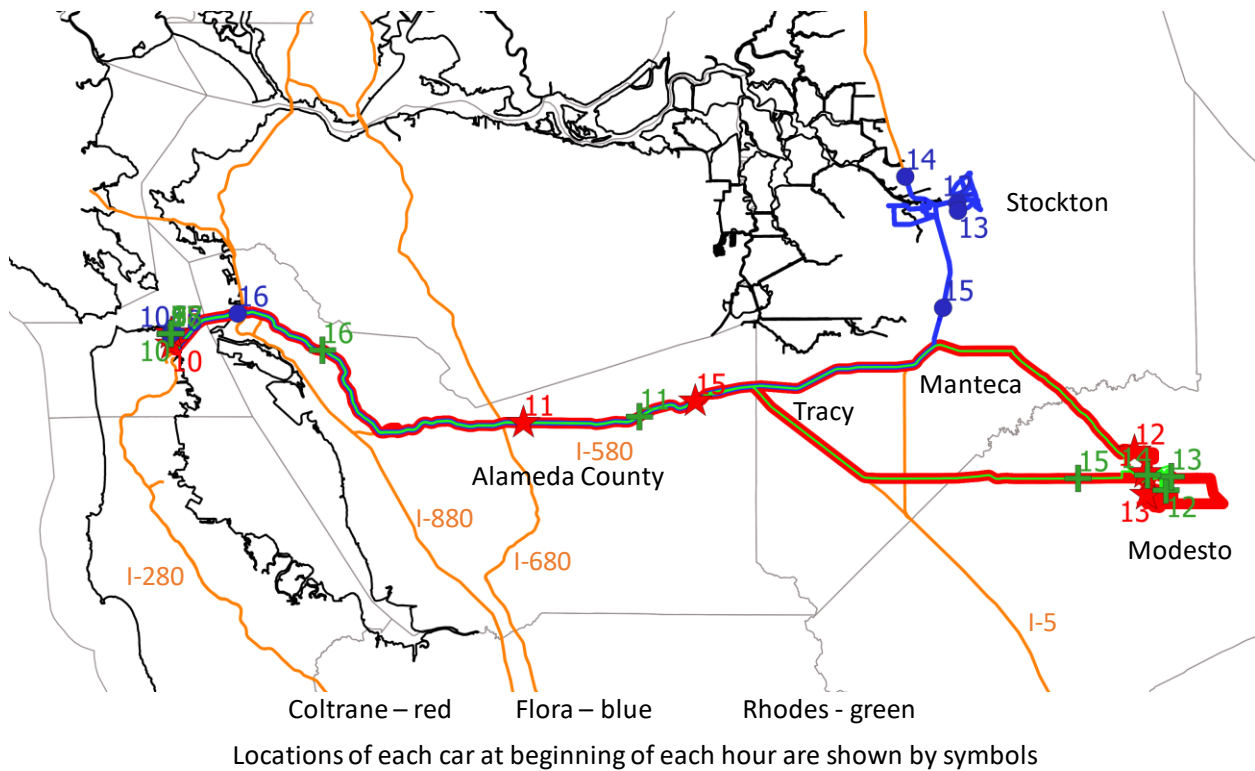 14
Stockton
13
15
16
10
10
10
16
11
11
15
12
15
14
13
13
12
Manteca
Tracy
I-580
Alameda County
I-880
I-680
I-280
Modesto
I-5
Coltrane – red Flora – blue Rhodes - green
Locations of each car at beginning of each hour are shown by symbols